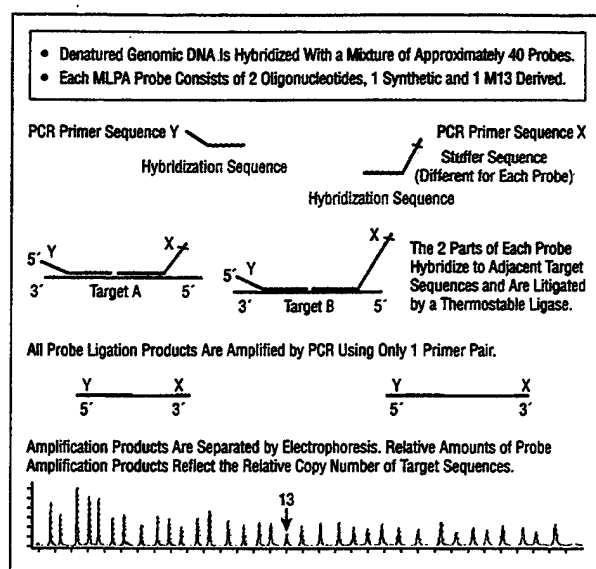 • Denatured Genomic DNA Is Hybridized With a Mixture of Approximately 40 Probes.
• Each MLPA Probe Consists of 2 Oligonucleotides, 1 Synthetic and 1 M13 Derived.
PCR Primer Sequence Y
Hybridization Sequence
PCR Primer Sequence X
Stuffer Sequence
(Different for Each Probe)
Hybridization Sequence
5´ Y X
3´ Target A 5´
Y X
5´
3´ Target B 5´
The 2 Parts of Each Probe
Hybridize to Adjacent Target
Sequences and Are Litigated
by a Thermostable Ligase.
All Probe Ligation Products Are Amplified by PCR Using Only 1 Primer Pair.
Y X Y X
5´ 3´ 5´ 3´
Amplification Products Are Separated by Electrophoresis. Relative Amounts of Probe
Amplification Products Reflect the Relative Copy Number of Target Sequences.
13